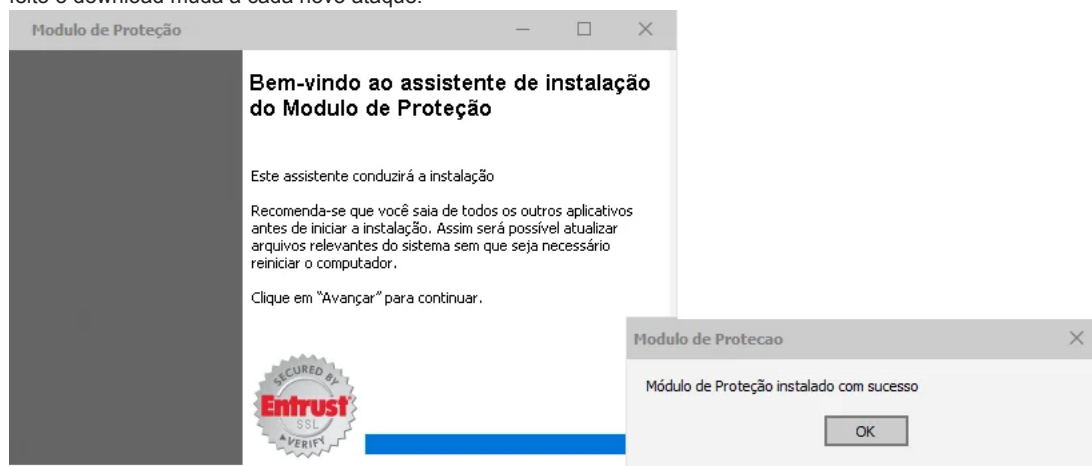 feito o download muda a cada novo ataque.
Modulo de Proteção
Bem-vindo ao assistente de instalação
do Modulo de Proteção
Este assistente conduzirá a instalação
Recomenda-se que você saia de todos os outros aplicativos
antes de iniciar a instalação. Assim será possível atualizar
arquivos relevantes do sistema sem que seja necessário
reiniciar o computador.
Clique em "Avançar" para continuar.
SECURED BY
Entrust
SSL
VERIFY
Modulo de Protecao
Módulo de Proteção instalado com sucesso
OK